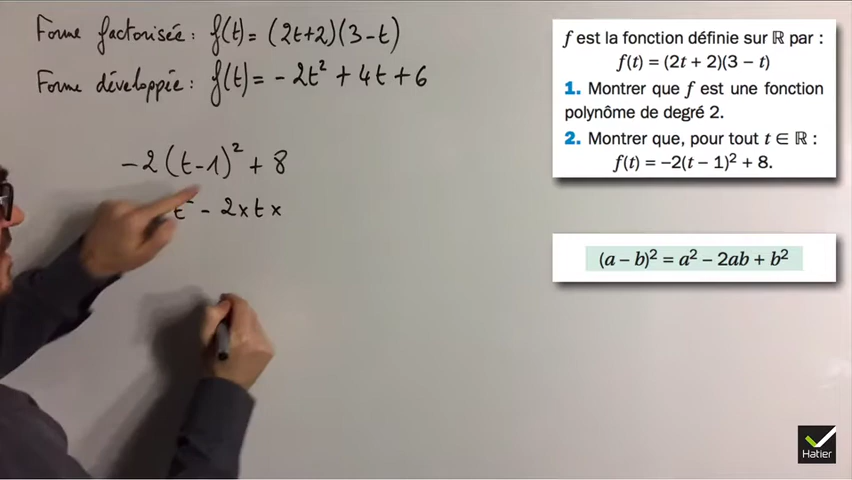 Forme factorisée : f(t) = (2t+2)(3-t)
Forme développée : f(t) = -2t² + 4t + 6
-2(t-1)² + 8
t² - 2×t×
f est la fonction définie sur ℝ par :
f(t) = (2t + 2)(3 – t)
1. Montrer que f est une fonction
polynôme de degré 2.
2. Montrer que, pour tout t ∈ ℝ :
f(t) = –2(t – 1)² + 8.
(a – b)² = a² – 2ab + b²
Hatier